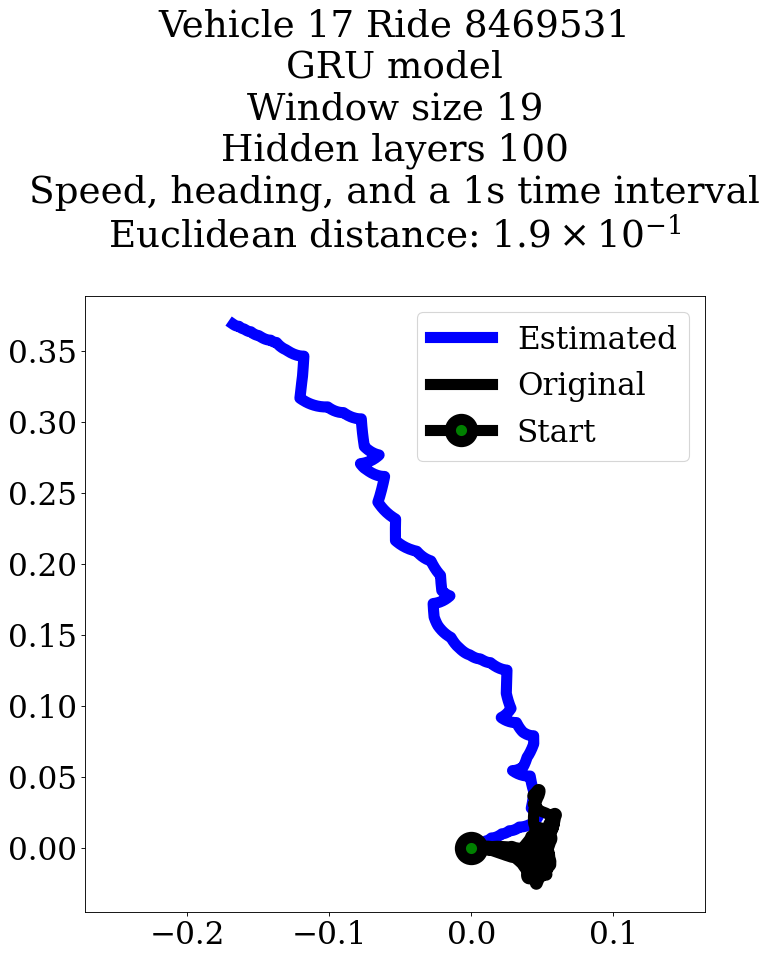 Vehicle 17 Ride 8469531
GRU model
Window size 19
Hidden layers 100
Speed, heading, and a 1s time interval
Euclidean distance: 1.9 × 10⁻¹
Estimated
Original
Start
0.35
0.30
0.25
0.20
0.15
0.10
0.05
0.00
−0.2 −0.1 0.0 0.1